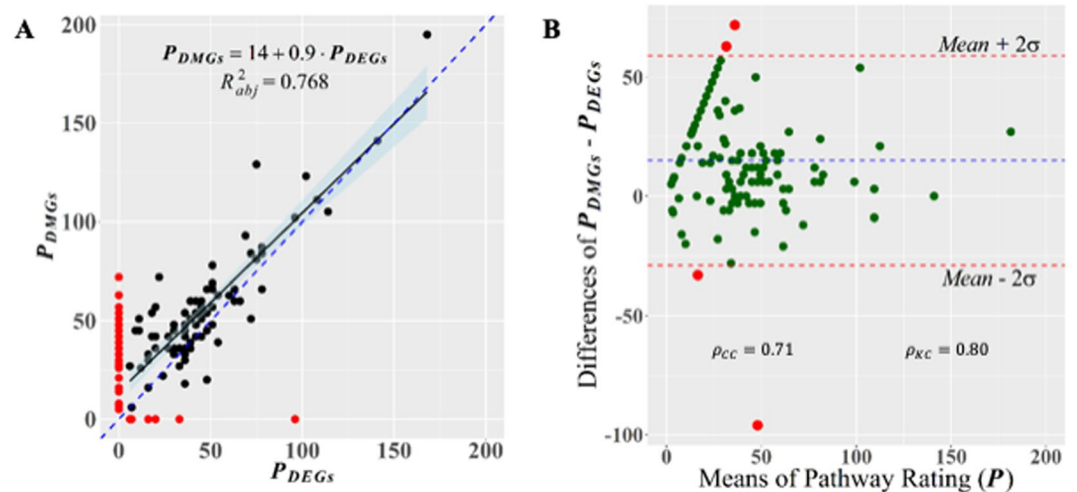 A
200
150
100
50
0
P_DMGs = 14 + 0.9 · P_DEGs
R²_abj = 0.768
P_DMGs
0 50 100 150 200
P_DEGs
B
50
0
-50
-100
Differences of P_DMGs - P_DEGs
Mean + 2σ
Mean - 2σ
ρ_CC = 0.71 ρ_KC = 0.80
0 50 100 150 200
Means of Pathway Rating (P)